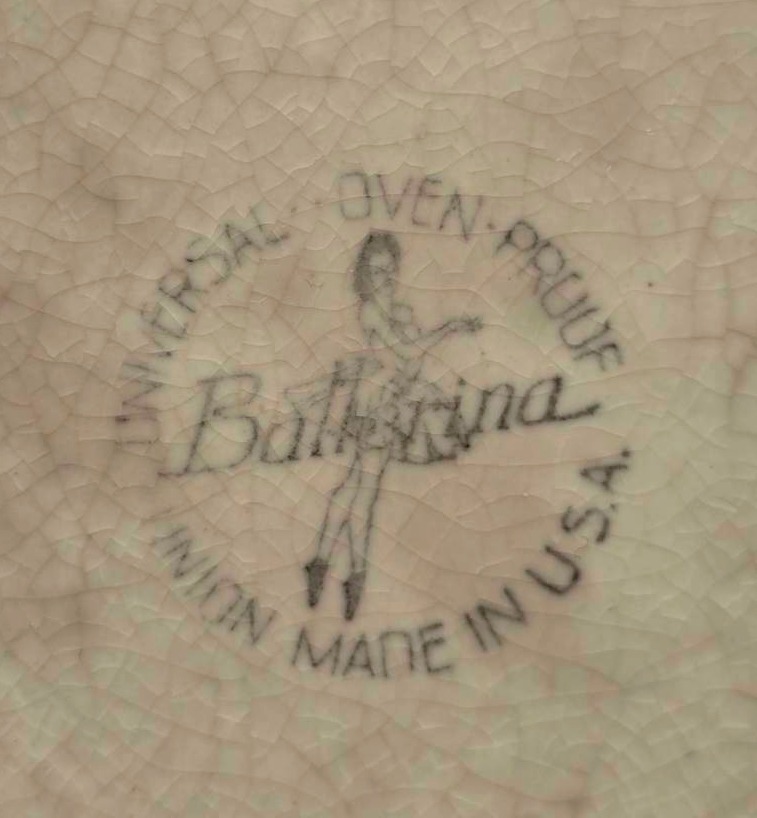 UNIVERSAL · OVEN · PROOF
Ballerina
UNION MADE IN U.S.A.